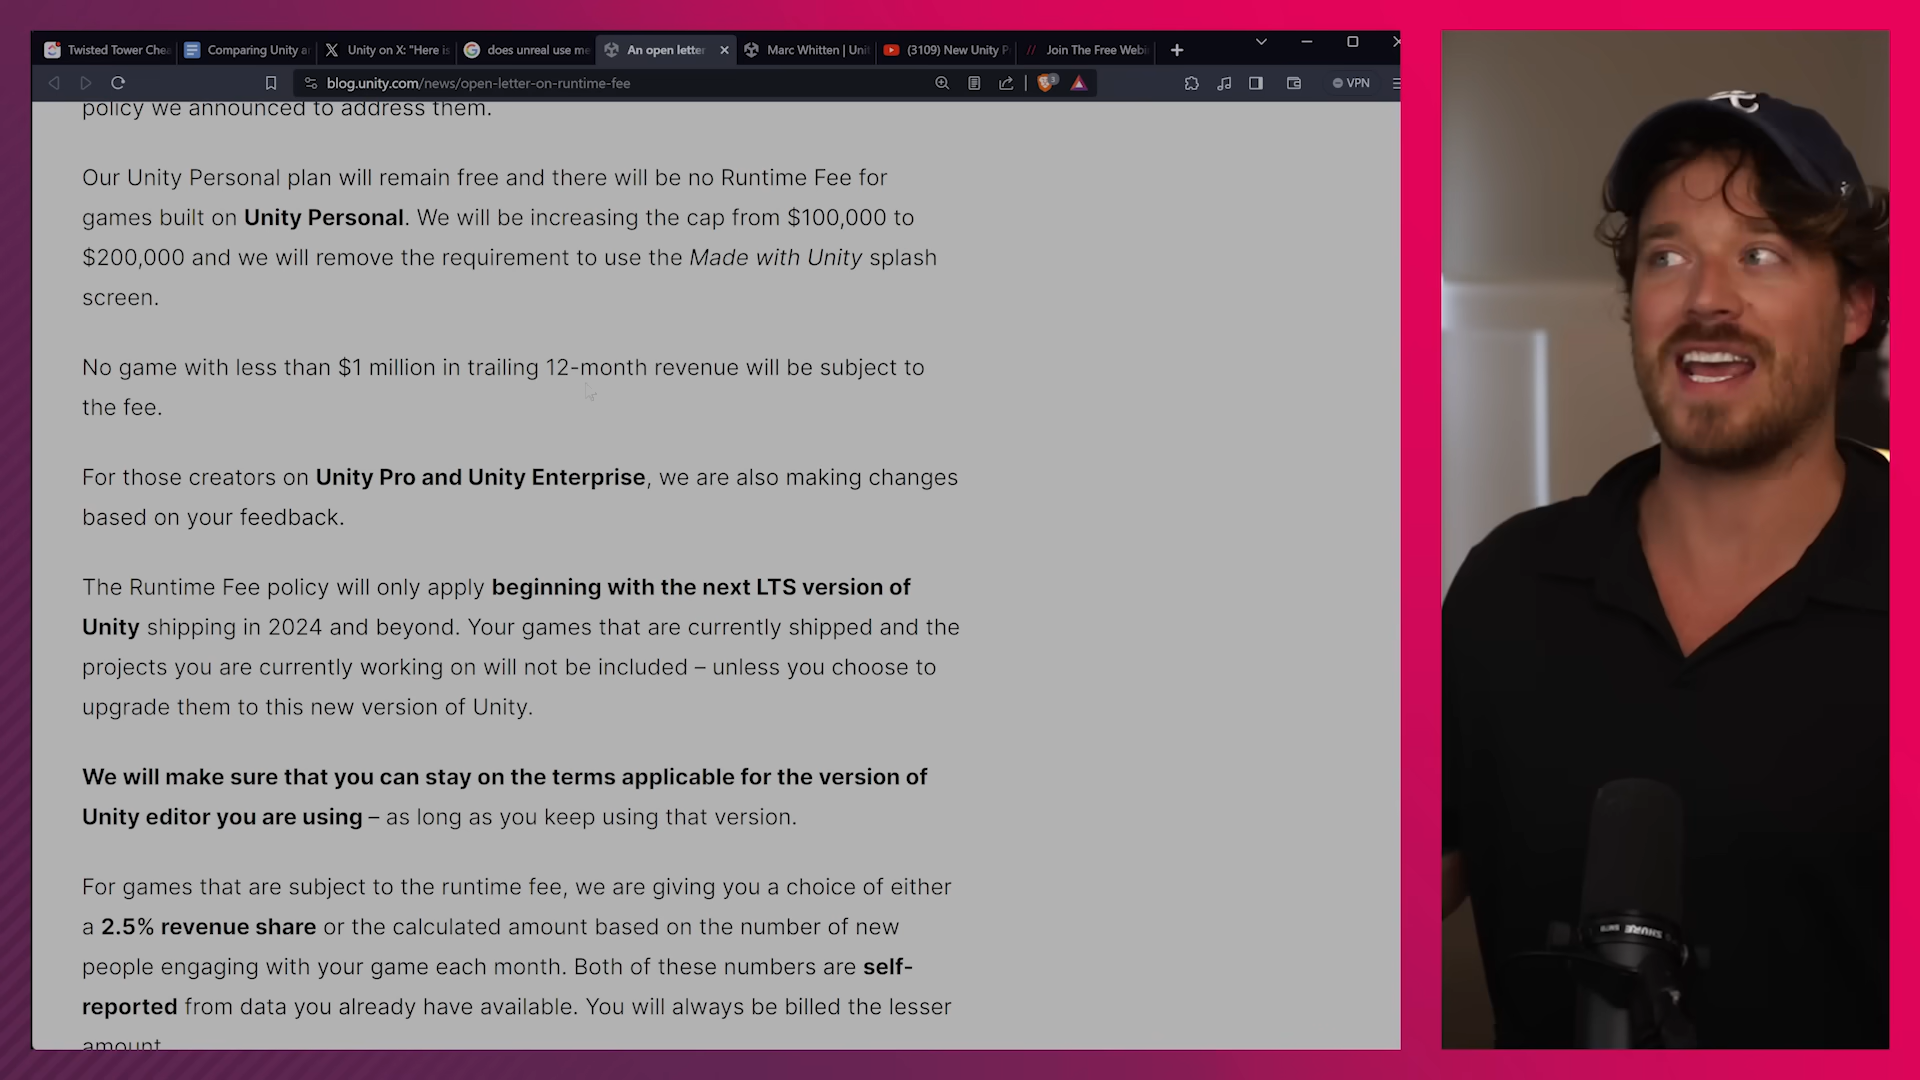 Twisted Tower Chea
Comparing Unity a
Unity on X: "Here is
does unreal use me
An open letter
Marc Whitten | Unit
(3109) New Unity P
Join The Free Webi
blog.unity.com/news/open-letter-on-runtime-fee
VPN
policy we announced to address them.
Our Unity Personal plan will remain free and there will be no Runtime Fee for
games built on Unity Personal. We will be increasing the cap from $100,000 to
$200,000 and we will remove the requirement to use the Made with Unity splash
screen.
No game with less than $1 million in trailing 12-month revenue will be subject to
the fee.
For those creators on Unity Pro and Unity Enterprise, we are also making changes
based on your feedback.
The Runtime Fee policy will only apply beginning with the next LTS version of
Unity shipping in 2024 and beyond. Your games that are currently shipped and the
projects you are currently working on will not be included – unless you choose to
upgrade them to this new version of Unity.
We will make sure that you can stay on the terms applicable for the version of
Unity editor you are using – as long as you keep using that version.
For games that are subject to the runtime fee, we are giving you a choice of either
a 2.5% revenue share or the calculated amount based on the number of new
people engaging with your game each month. Both of these numbers are self-
reported from data you already have available. You will always be billed the lesser
amount.
SHURE